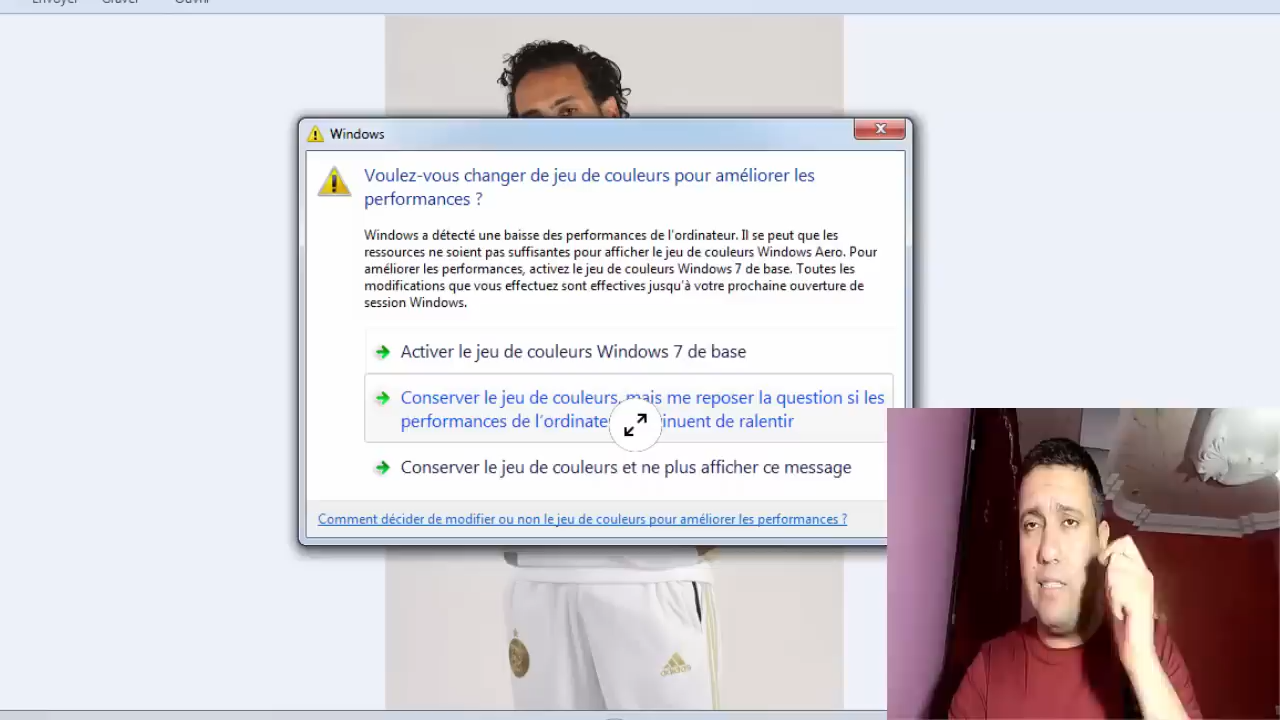 Envoyer Graver Ouvrir
Windows
Voulez-vous changer de jeu de couleurs pour améliorer les
performances ?
Windows a détecté une baisse des performances de l'ordinateur. Il se peut que les
ressources ne soient pas suffisantes pour afficher le jeu de couleurs Windows Aero. Pour
améliorer les performances, activez le jeu de couleurs Windows 7 de base. Toutes les
modifications que vous effectuez sont effectives jusqu'à votre prochaine ouverture de
session Windows.
Activer le jeu de couleurs Windows 7 de base
Conserver le jeu de couleurs, mais me reposer la question si les
performances de l'ordinate inuent de ralentir
Conserver le jeu de couleurs et ne plus afficher ce message
Comment décider de modifier ou non le jeu de couleurs pour améliorer les performances ?
adidas